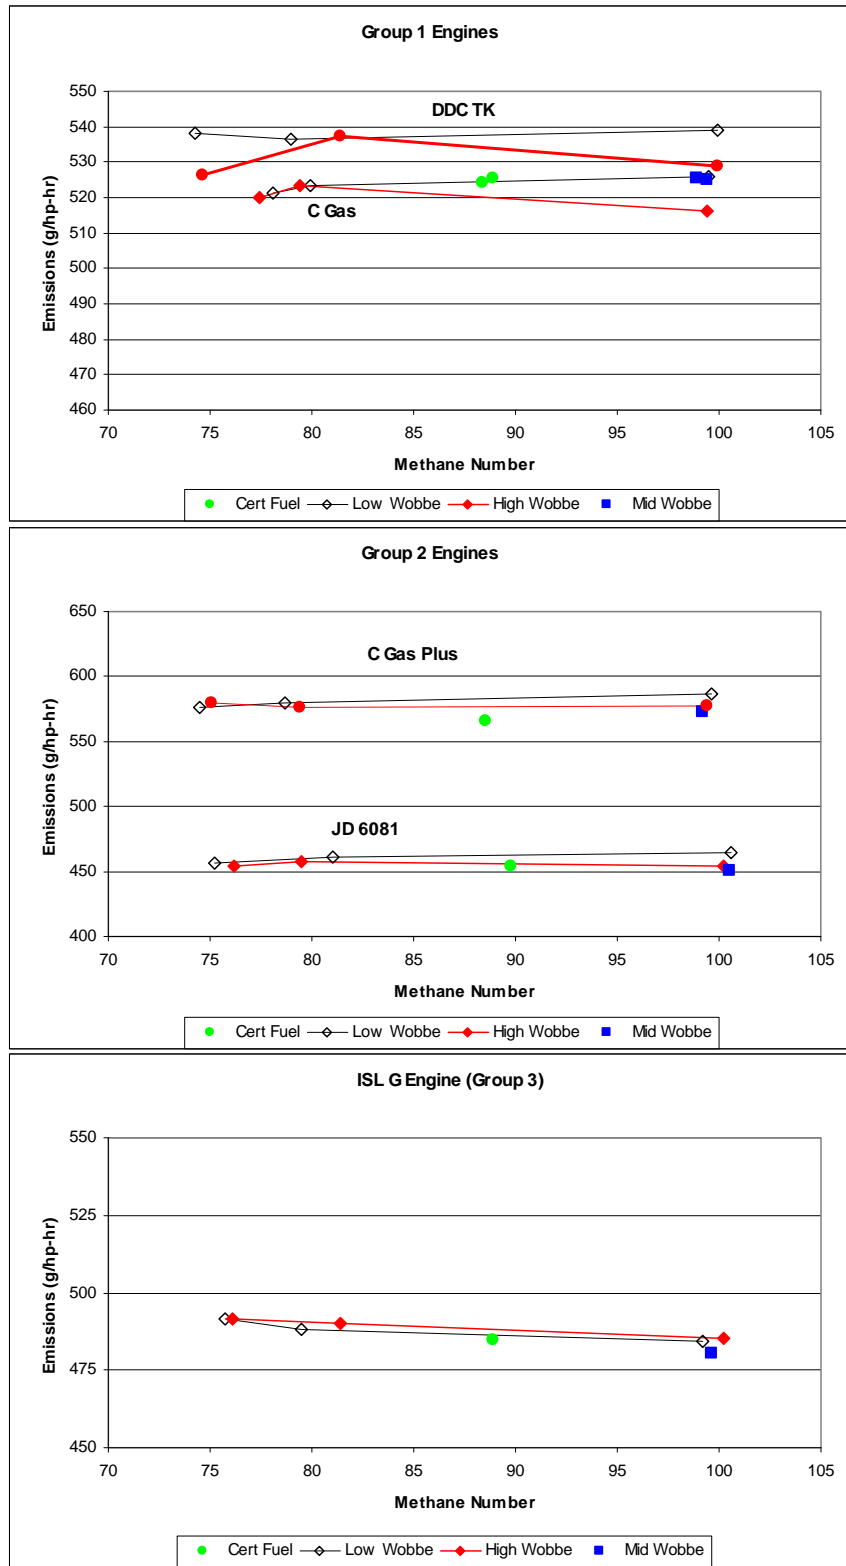 Group 1 Engines
550
540
530
520
510
500
490
480
470
460
Emissions (g/hp-hr)
DDC TK
C Gas
70 75 80 85 90 95 100 105
Methane Number
Cert Fuel Low Wobbe High Wobbe Mid Wobbe
Group 2 Engines
650
600
550
500
450
400
Emissions (g/hp-hr)
C Gas Plus
JD 6081
70 75 80 85 90 95 100 105
Methane Number
Cert Fuel Low Wobbe High Wobbe Mid Wobbe
ISL G Engine (Group 3)
550
525
500
475
450
Emissions (g/hp-hr)
70 75 80 85 90 95 100 105
Methane Number
Cert Fuel Low Wobbe High Wobbe Mid Wobbe